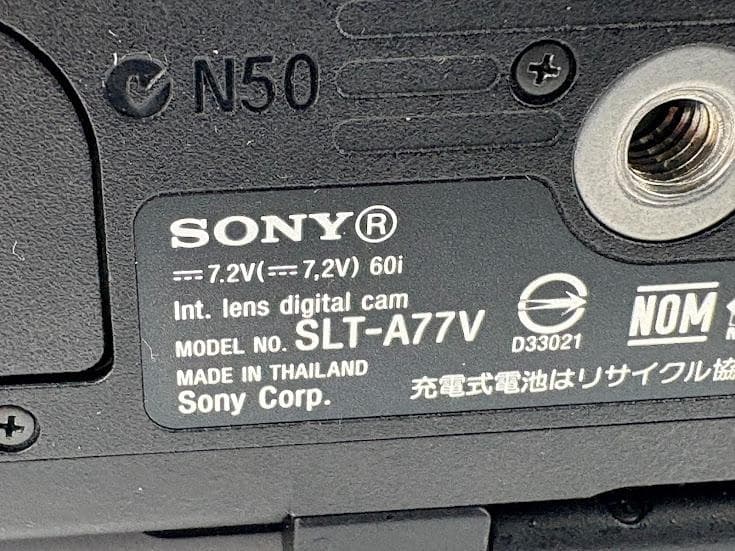 N50
SONY®
⎓ 7.2V(⎓ 7,2V) 60i
Int. lens digital cam
MODEL NO. SLT-A77V
MADE IN THAILAND
Sony Corp.
D33021
NOM
充電式電池はリサイクル協